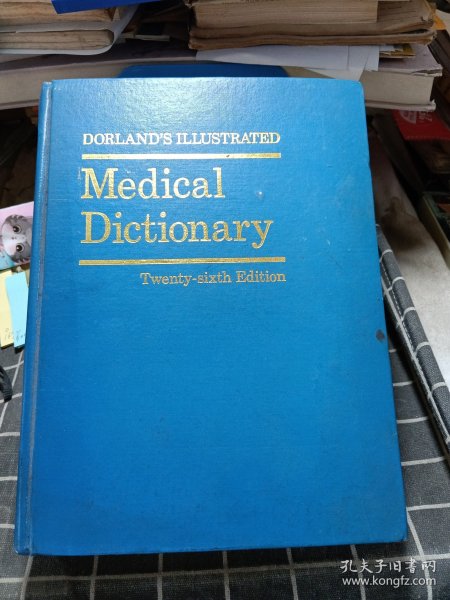 DORLAND'S ILLUSTRATED
Medical
Dictionary
Twenty-sixth Edition
孔夫子旧书网
www.kongfz.com